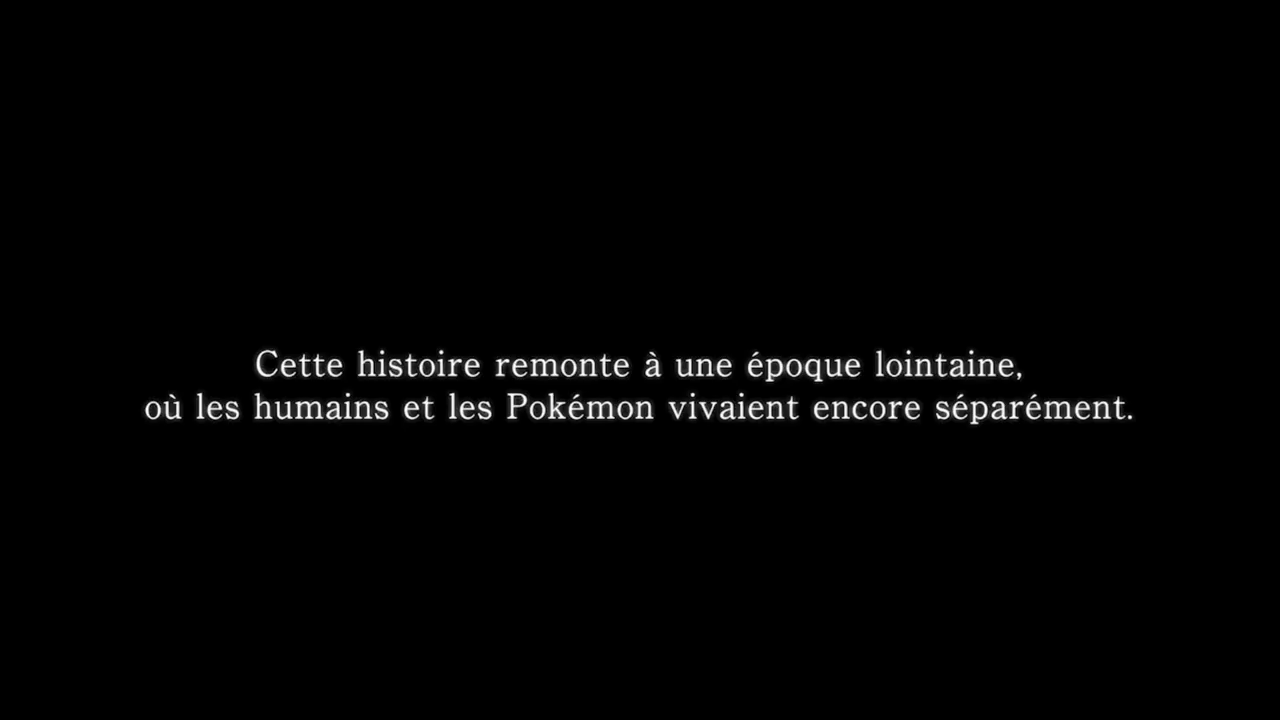 Cette histoire remonte à une époque lointaine,
où les humains et les Pokémon vivaient encore séparément.